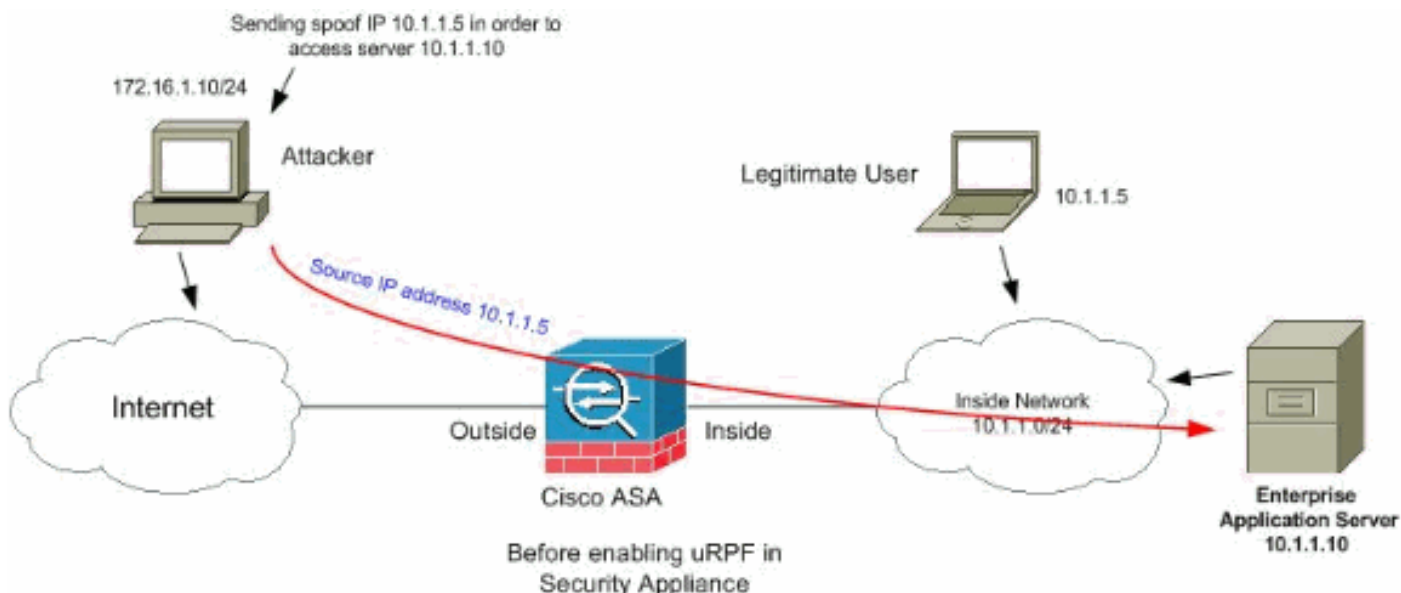 Sending spoof IP 10.1.1.5 in order to
access server 10.1.1.10
172.16.1.10/24
Attacker
Legitimate User
10.1.1.5
Source IP address 10.1.1.5
Internet
Outside
Inside
Inside Network
10.1.1.0/24
Cisco ASA
Enterprise
Application Server
10.1.1.10
Before enabling uRPF in
Security Appliance